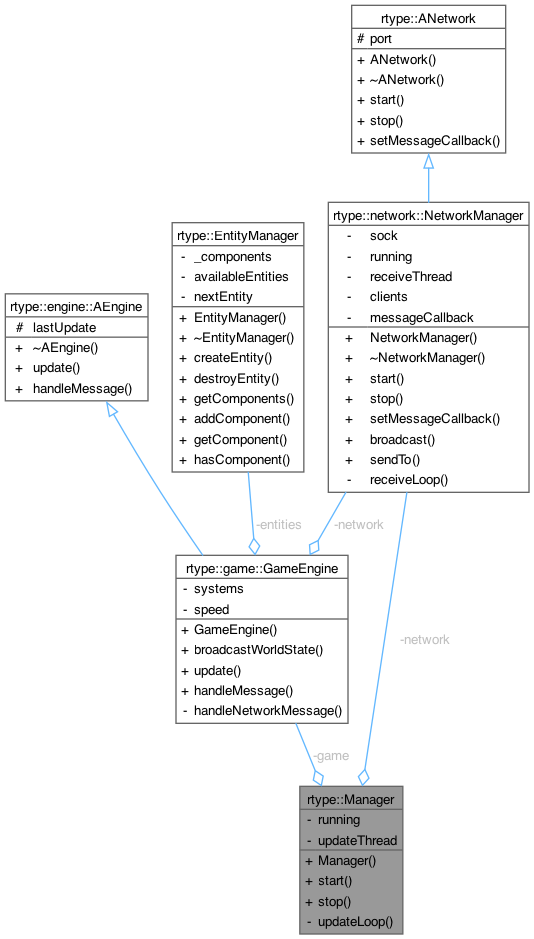 rtype::ANetwork
# port
+ ANetwork()
+ ~ANetwork()
+ start()
+ stop()
+ setMessageCallback()
rtype::network::NetworkManager
- sock
- running
- receiveThread
- clients
- messageCallback
+ NetworkManager()
+ ~NetworkManager()
+ start()
+ stop()
+ setMessageCallback()
+ broadcast()
+ sendTo()
- receiveLoop()
rtype::EntityManager
- _components
- availableEntities
- nextEntity
+ EntityManager()
+ ~EntityManager()
+ createEntity()
+ destroyEntity()
+ getComponents()
+ addComponent()
+ getComponent()
+ hasComponent()
rtype::engine::AEngine
# lastUpdate
+ ~AEngine()
+ update()
+ handleMessage()
-entities
-network
rtype::game::GameEngine
- systems
- speed
+ GameEngine()
+ broadcastWorldState()
+ update()
+ handleMessage()
- handleNetworkMessage()
-network
-game
rtype::Manager
- running
- updateThread
+ Manager()
+ start()
+ stop()
- updateLoop()